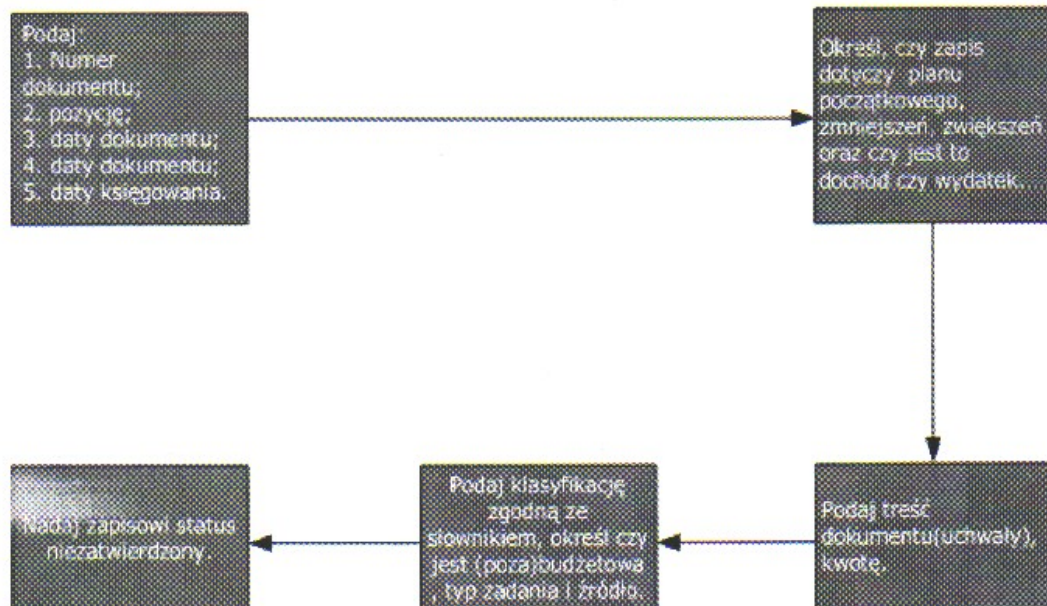 Podaj:
1. Numer
dokumentu;
2. pozycję;
3. daty dokumentu;
4. daty dokumentu;
5. daty księgowania.
Określ, czy zapis
dotyczy planu
początkowego,
zmniejszeń, zwiększeń
oraz czy jest to
dochód czy wydatek.
Podaj treść
dokumentu(uchwały),
kwotę.
Podaj klasyfikację
zgodną ze
słownikiem, określ czy
jest (poza)budżetowa
, typ zadania i źródło.
Nadaj zapisowi status
niezatwierdzony.